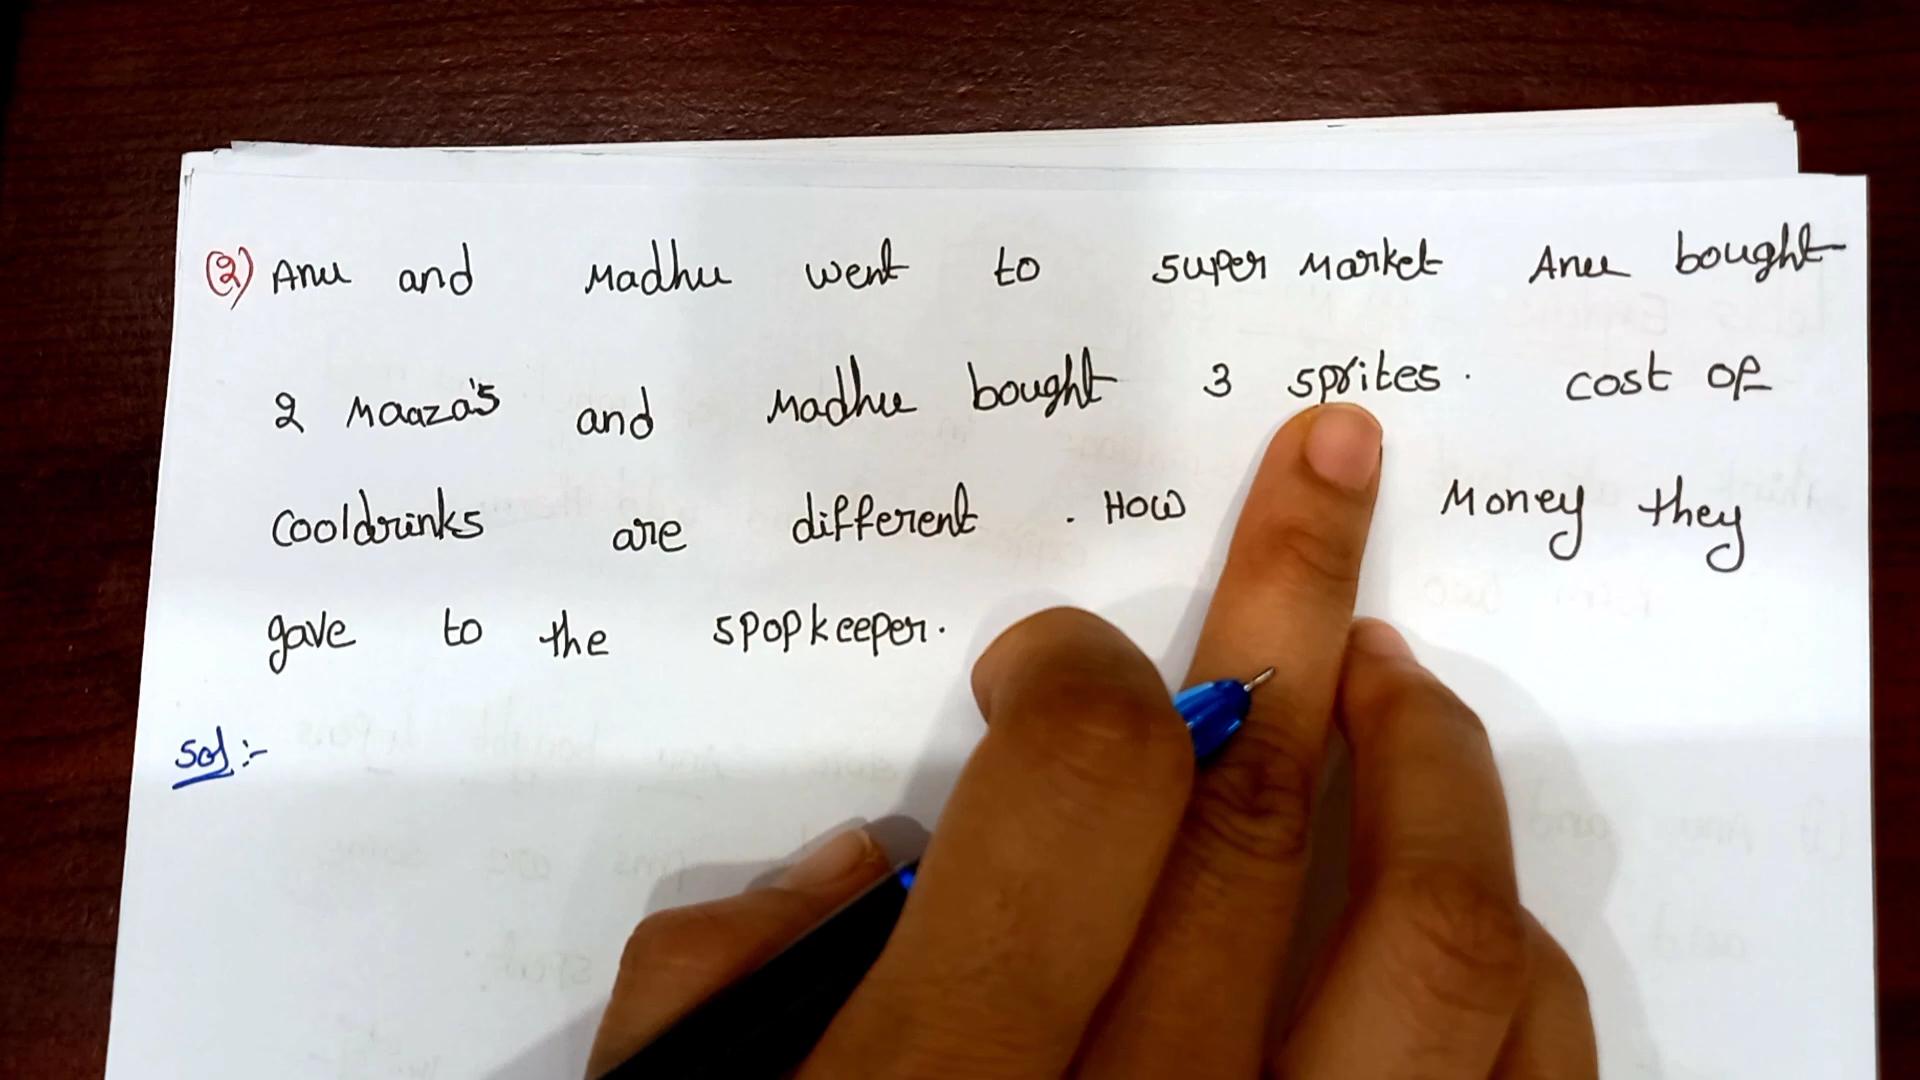 (2) Anu and Madhu went to super market Anu bought
2 Maaza's and Madhu bought 3 sprites. cost of
Cooldrinks are different. How Money they
gave to the spopkeeper.
Sol:-